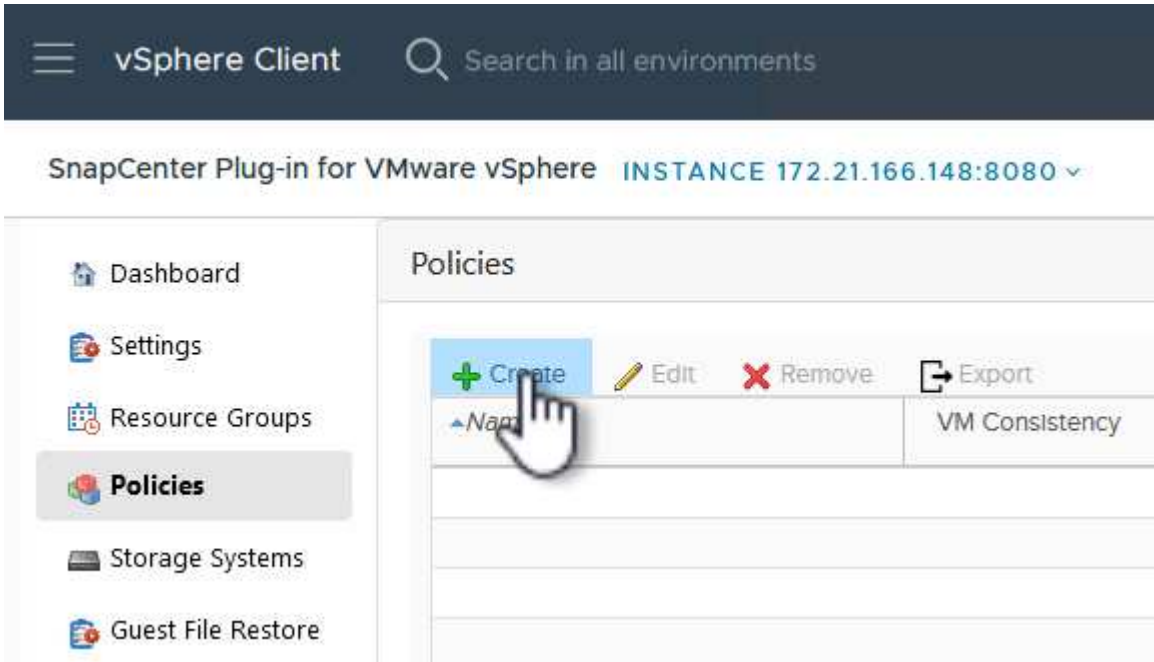 vSphere Client Search in all environments
SnapCenter Plug-in for VMware vSphere INSTANCE 172.21.166.148:8080
Dashboard
Settings
Resource Groups
Policies
Storage Systems
Guest File Restore
Policies
Create Edit Remove Export
VM Consistency